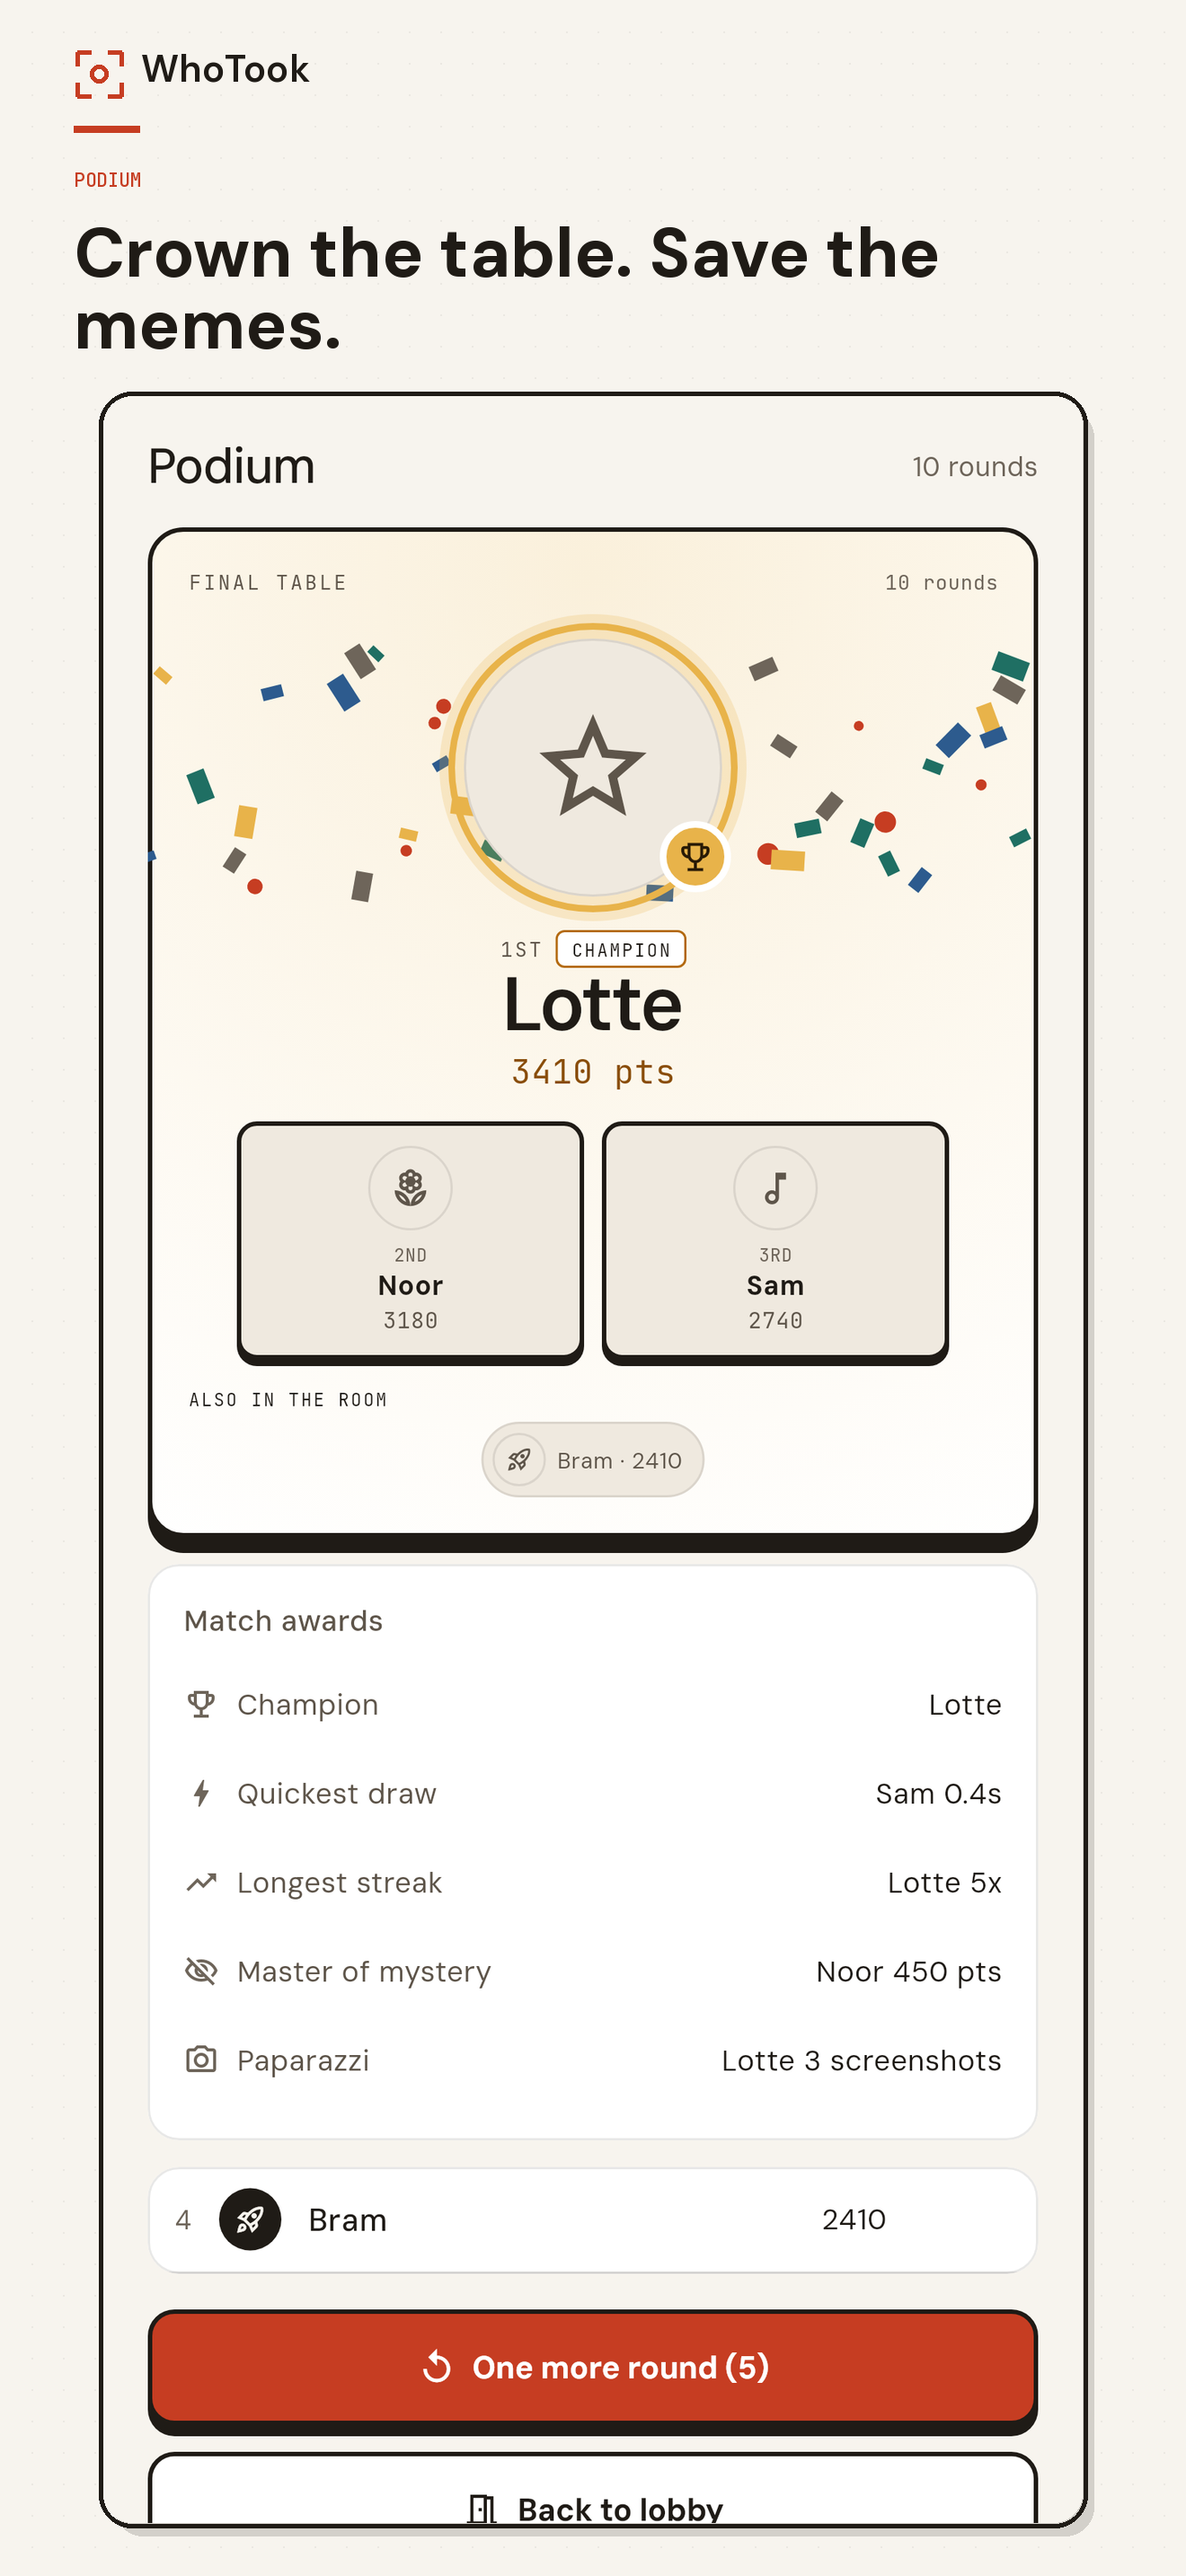 WhoTook
PODIUM
Crown the table. Save the
memes.
Podium
10 rounds
FINAL TABLE
10 rounds
1ST CHAMPION
Lotte
3410 pts
2ND
Noor
3180
3RD
Sam
2740
ALSO IN THE ROOM
Bram · 2410
Match awards
Champion Lotte
Quickest draw Sam 0.4s
Longest streak Lotte 5x
Master of mystery Noor 450 pts
Paparazzi Lotte 3 screenshots
4 Bram 2410
One more round (5)
Back to lobby